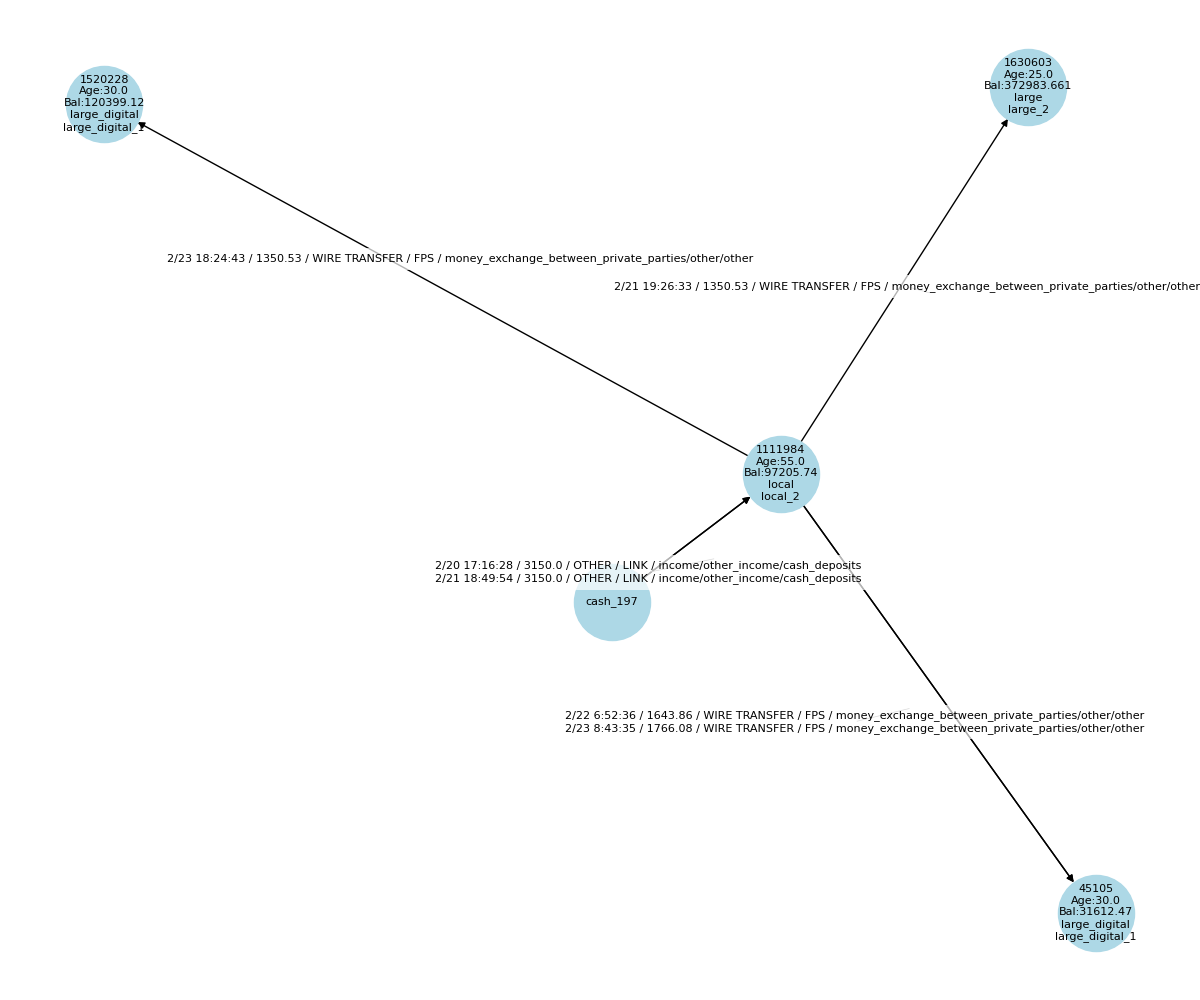 1520228
Age:30.0
Bal:120399.12
large_digital
large_digital_1
1630603
Age:25.0
Bal:372983.661
large
large_2
2/23 18:24:43 / 1350.53 / WIRE TRANSFER / FPS / money_exchange_between_private_parties/other/other
2/21 19:26:33 / 1350.53 / WIRE TRANSFER / FPS / money_exchange_between_private_parties/other/other
1111984
Age:55.0
Bal:97205.74
local
local_2
2/20 17:16:28 / 3150.0 / OTHER / LINK / income/other_income/cash_deposits
2/21 18:49:54 / 3150.0 / OTHER / LINK / income/other_income/cash_deposits
cash_197
2/22 6:52:36 / 1643.86 / WIRE TRANSFER / FPS / money_exchange_between_private_parties/other/other
2/23 8:43:35 / 1766.08 / WIRE TRANSFER / FPS / money_exchange_between_private_parties/other/other
45105
Age:30.0
Bal:31612.47
large_digital
large_digital_1